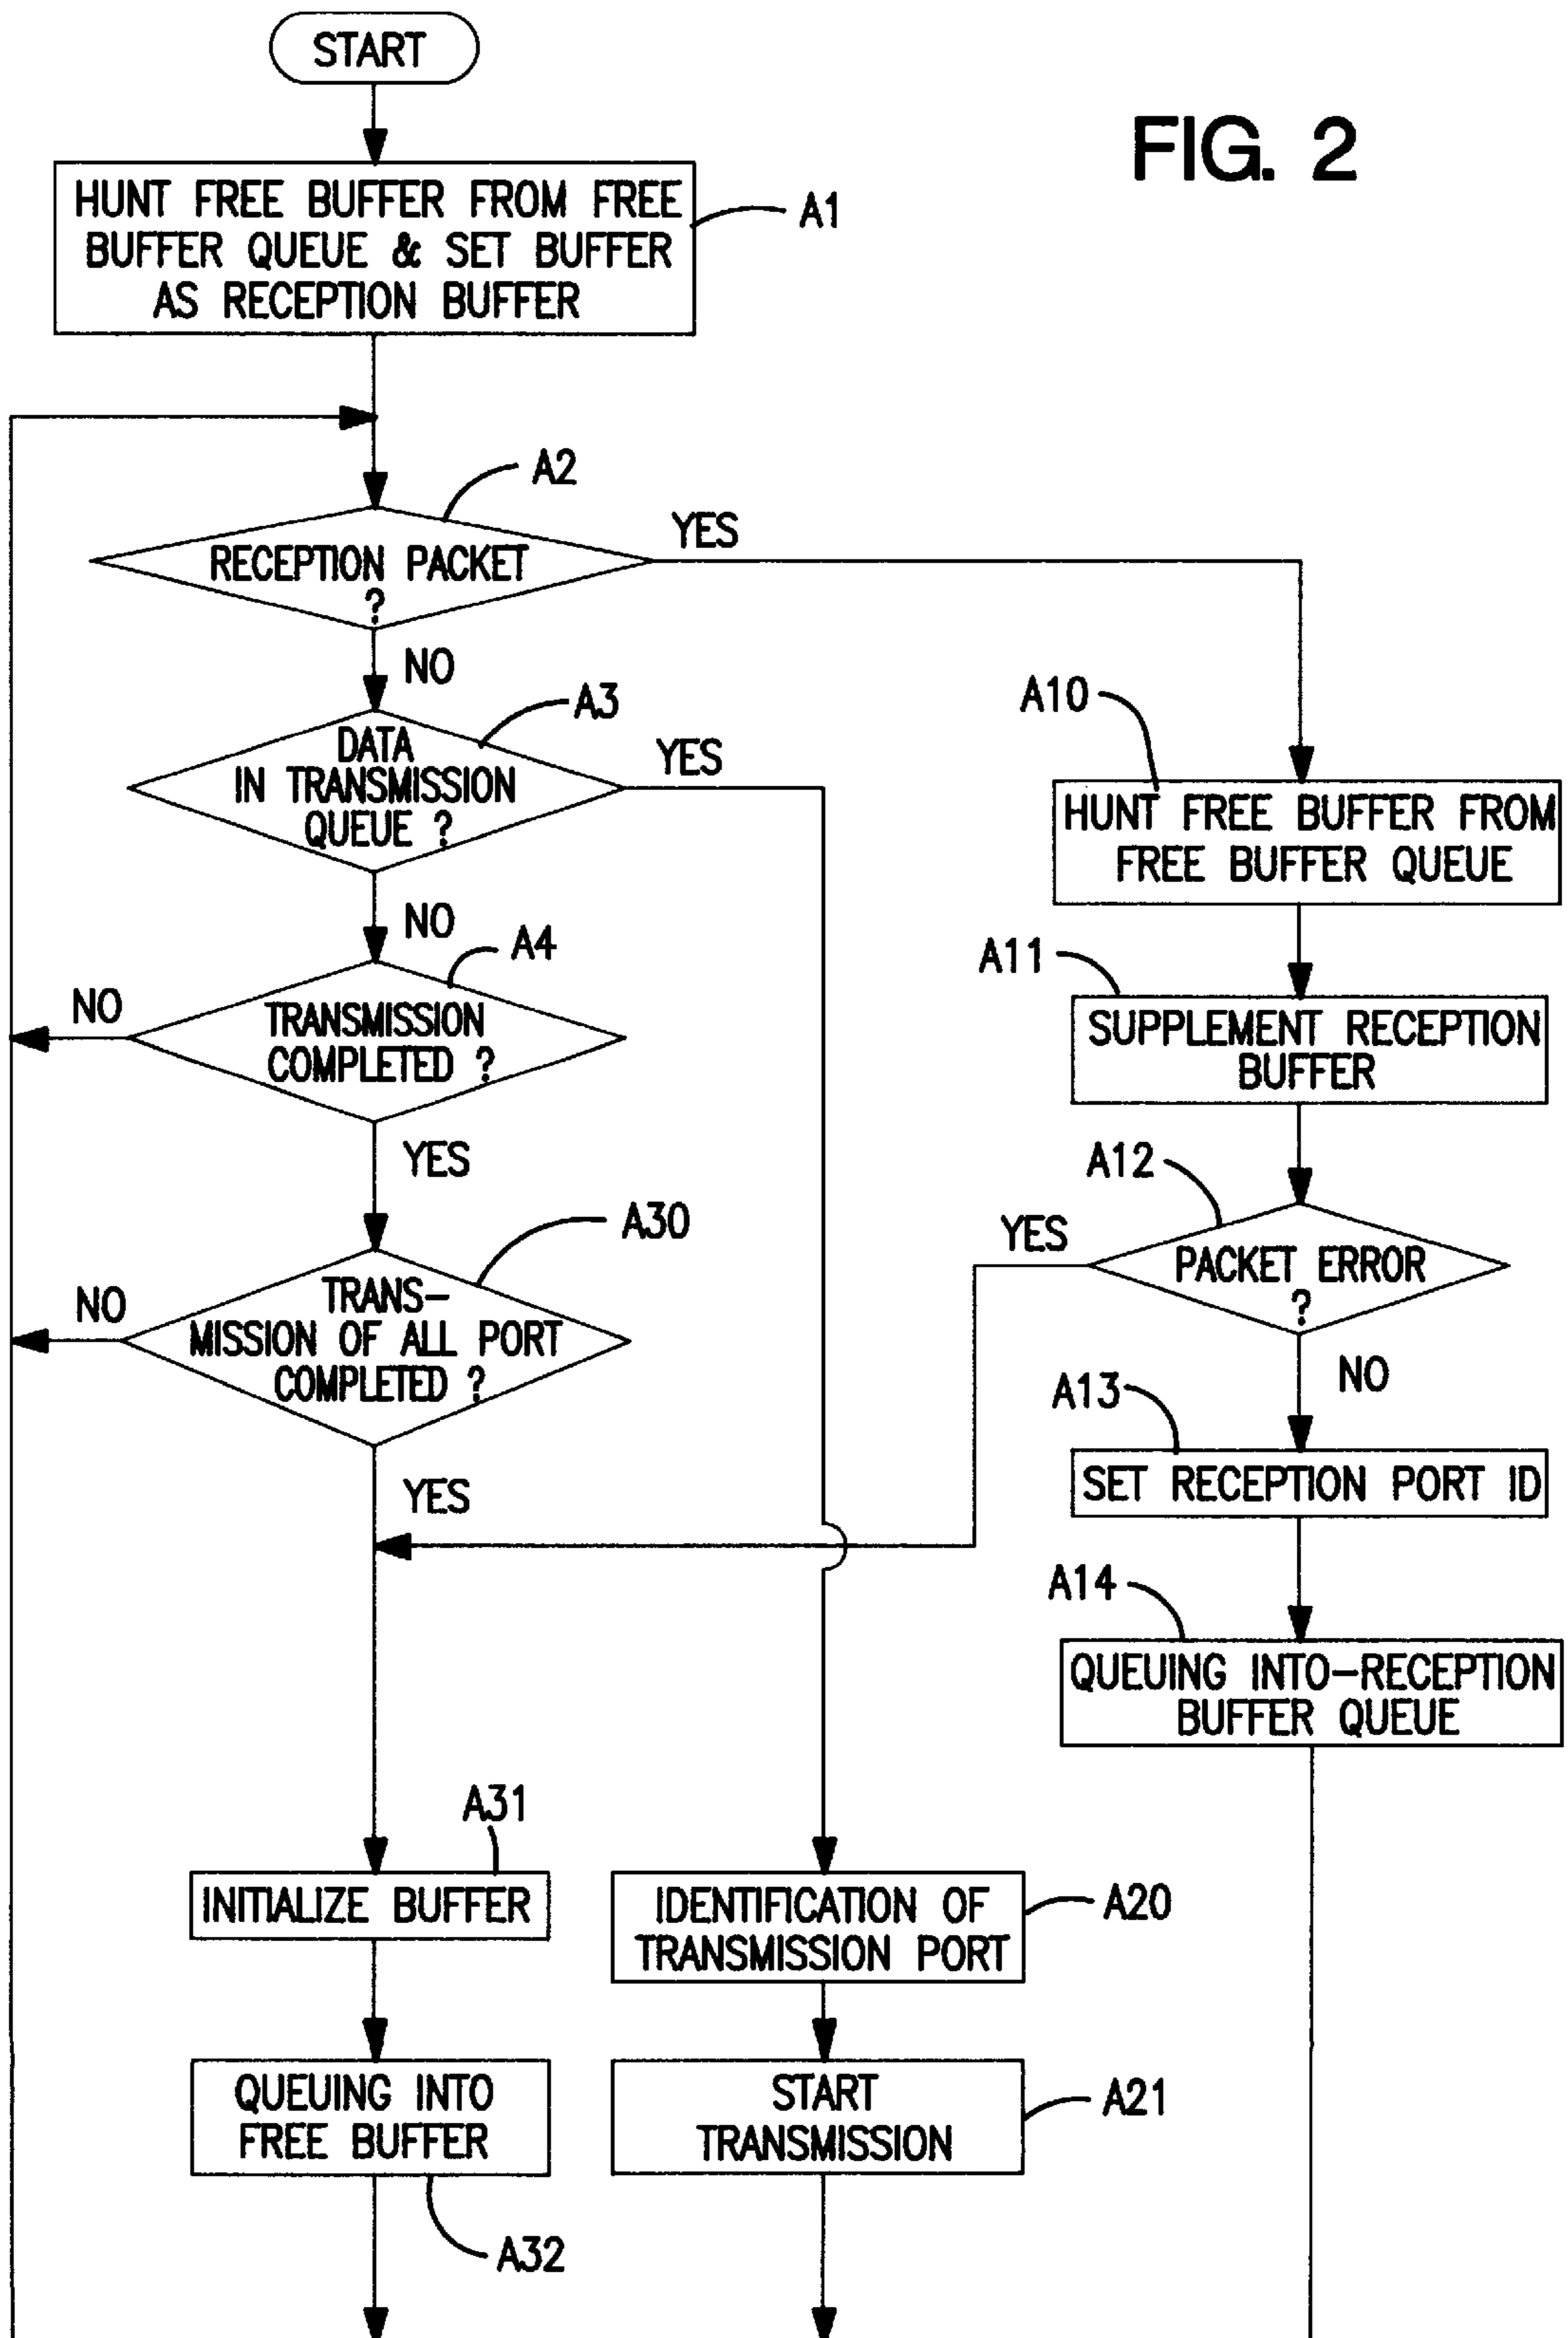 START
FIG. 2
HUNT FREE BUFFER FROM FREE
BUFFER QUEUE & SET BUFFER
AS RECEPTION BUFFER
A1
A2
RECEPTION PACKET
?
YES
NO
A3
DATA
IN TRANSMISSION
QUEUE ?
YES
NO
A4
TRANSMISSION
COMPLETED ?
NO
YES
A30
TRANS-
MISSION OF ALL PORT
COMPLETED ?
NO
YES
A10
HUNT FREE BUFFER FROM
FREE BUFFER QUEUE
A11
SUPPLEMENT RECEPTION
BUFFER
A12
PACKET ERROR
?
YES
NO
A13
SET RECEPTION PORT ID
A14
QUEUING INTO-RECEPTION
BUFFER QUEUE
A31
INITIALIZE BUFFER
IDENTIFICATION OF
TRANSMISSION PORT
A20
QUEUING INTO
FREE BUFFER
A32
START
TRANSMISSION
A21